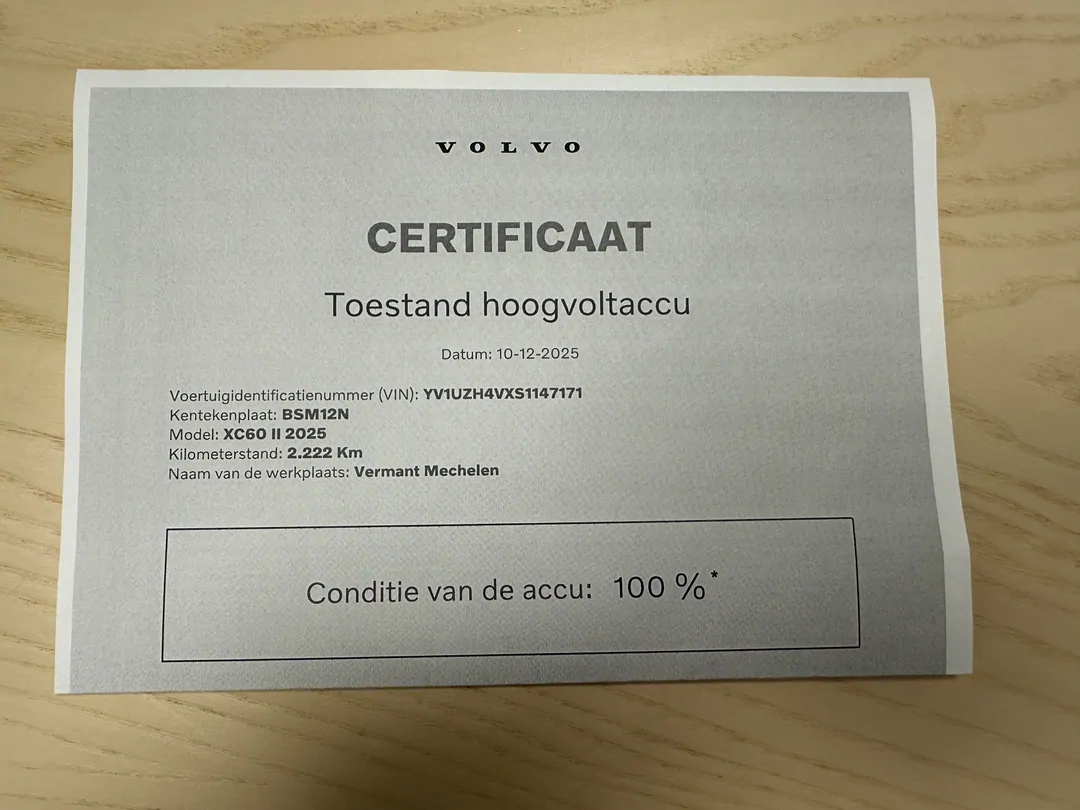 VOLVO
CERTIFICAAT
Toestand hoogvoltaccu
Datum: 10-12-2025
Voertuigidentificatienummer (VIN): YV1UZH4VXS1147171
Kentekenplaat: BSM12N
Model: XC60 II 2025
Kilometerstand: 2.222 Km
Naam van de werkplaats: Vermant Mechelen
Conditie van de accu: 100 %*